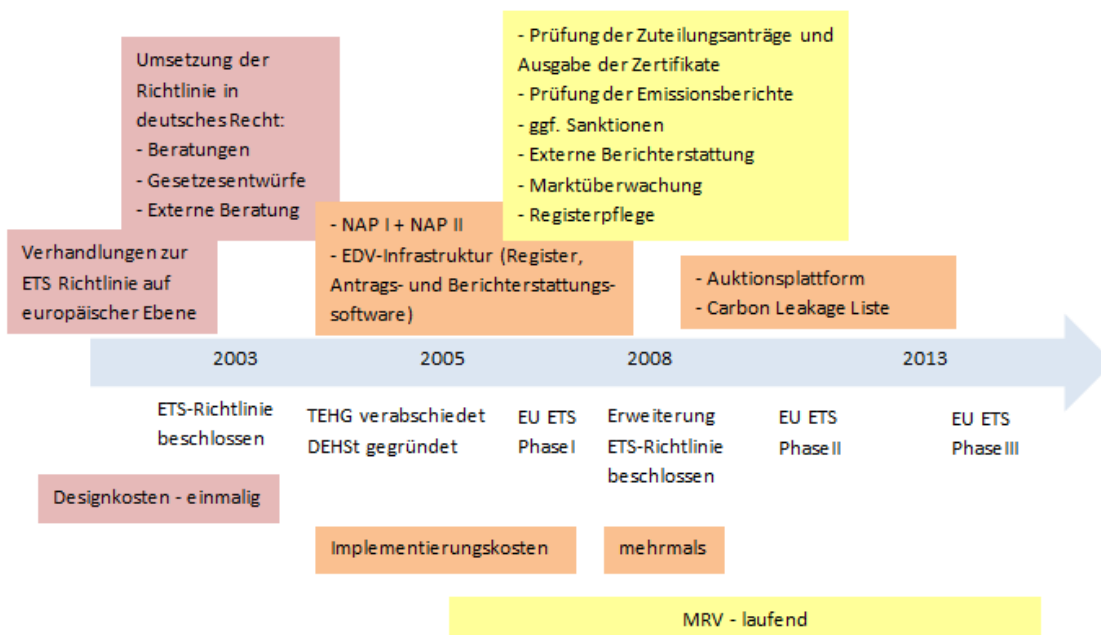 Umsetzung der
Richtlinie in
deutsches Recht:
- Beratungen
- Gesetzesentwürfe
- Externe Beratung
- Prüfung der Zuteilungsanträge und
Ausgabe der Zertifikate
- Prüfung der Emissionsberichte
- ggf. Sanktionen
- Externe Berichterstattung
- Marktüberwachung
- Registerpflege
Verhandlungen zur
ETS Richtlinie auf
europäischer Ebene
- NAP I + NAP II
- EDV-Infrastruktur (Register,
Antrags- und Berichterstattungs-
software)
- Auktionsplattform
- Carbon Leakage Liste
2003 2005 2008 2013
ETS-Richtlinie
beschlossen
TEHG verabschiedet
DEHSt gegründet
EU ETS
Phase I
Erweiterung
ETS-Richtlinie
beschlossen
EU ETS
Phase II
EU ETS
Phase III
Designkosten - einmalig
Implementierungskosten
mehrmals
MRV - laufend